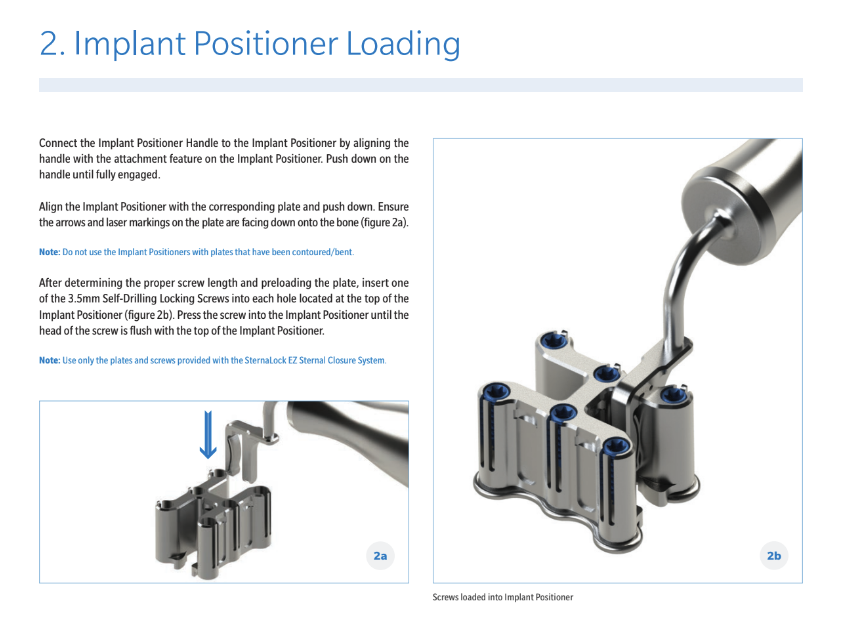 2. Implant Positioner Loading
Connect the Implant Positioner Handle to the Implant Positioner by aligning the
handle with the attachment feature on the Implant Positioner. Push down on the
handle until fully engaged.
Align the Implant Positioner with the corresponding plate and push down. Ensure
the arrows and laser markings on the plate are facing down onto the bone (figure 2a).
Note: Do not use the Implant Positioners with plates that have been contoured/bent.
After determining the proper screw length and preloading the plate, insert one
of the 3.5mm Self-Drilling Locking Screws into each hole located at the top of the
Implant Positioner (figure 2b). Press the screw into the Implant Positioner until the
head of the screw is flush with the top of the Implant Positioner.
Note: Use only the plates and screws provided with the SternaLock EZ Sternal Closure System.
2a
2b
Screws loaded into Implant Positioner